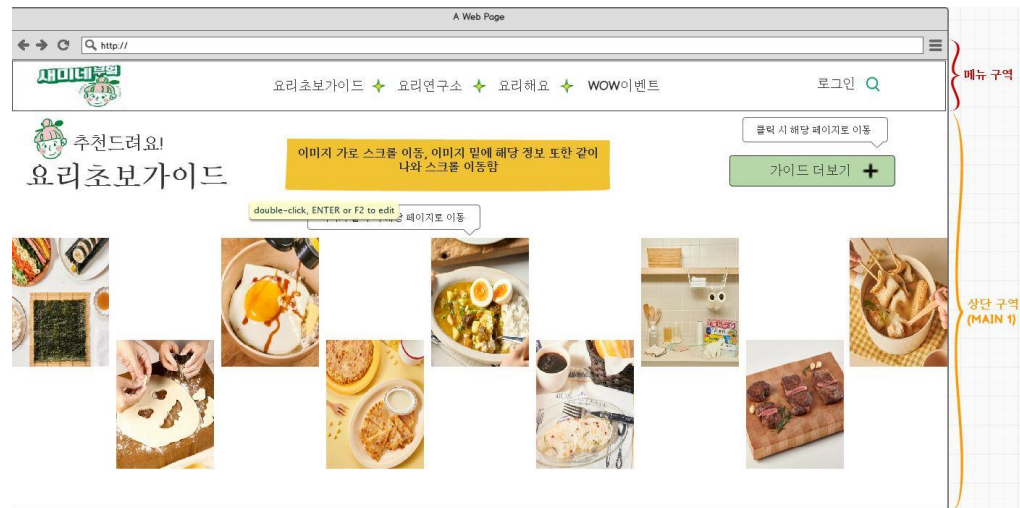 A Web Page
http://
새미네부엌
요리초보가이드 요리연구소 요리해요 WOW이벤트
로그인
메뉴 구역
추천드려요!
요리초보가이드
이미지 가로 스크롤 이동, 이미지 밑에 해당 정보 또한 같이
나와 스크롤 이동함
클릭 시 해당 페이지로 이동
가이드 더보기
double-click, ENTER or F2 to edit
해당 페이지로 이동
상단 구역
(MAIN 1)